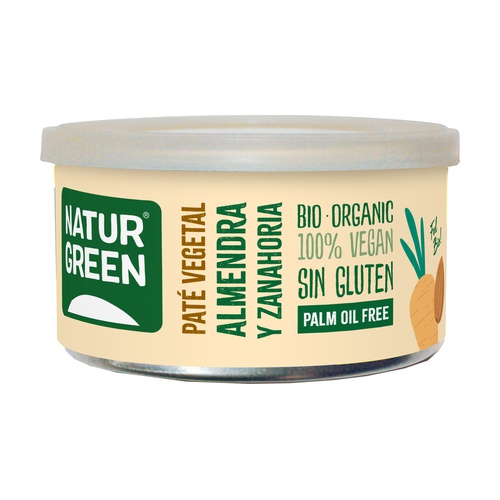 NATUR®
GREEN
PATÉ VEGETAL
ALMENDRA
Y ZANAHORIA
BIO · ORGANIC
100% VEGAN
SIN GLUTEN
PALM OIL FREE